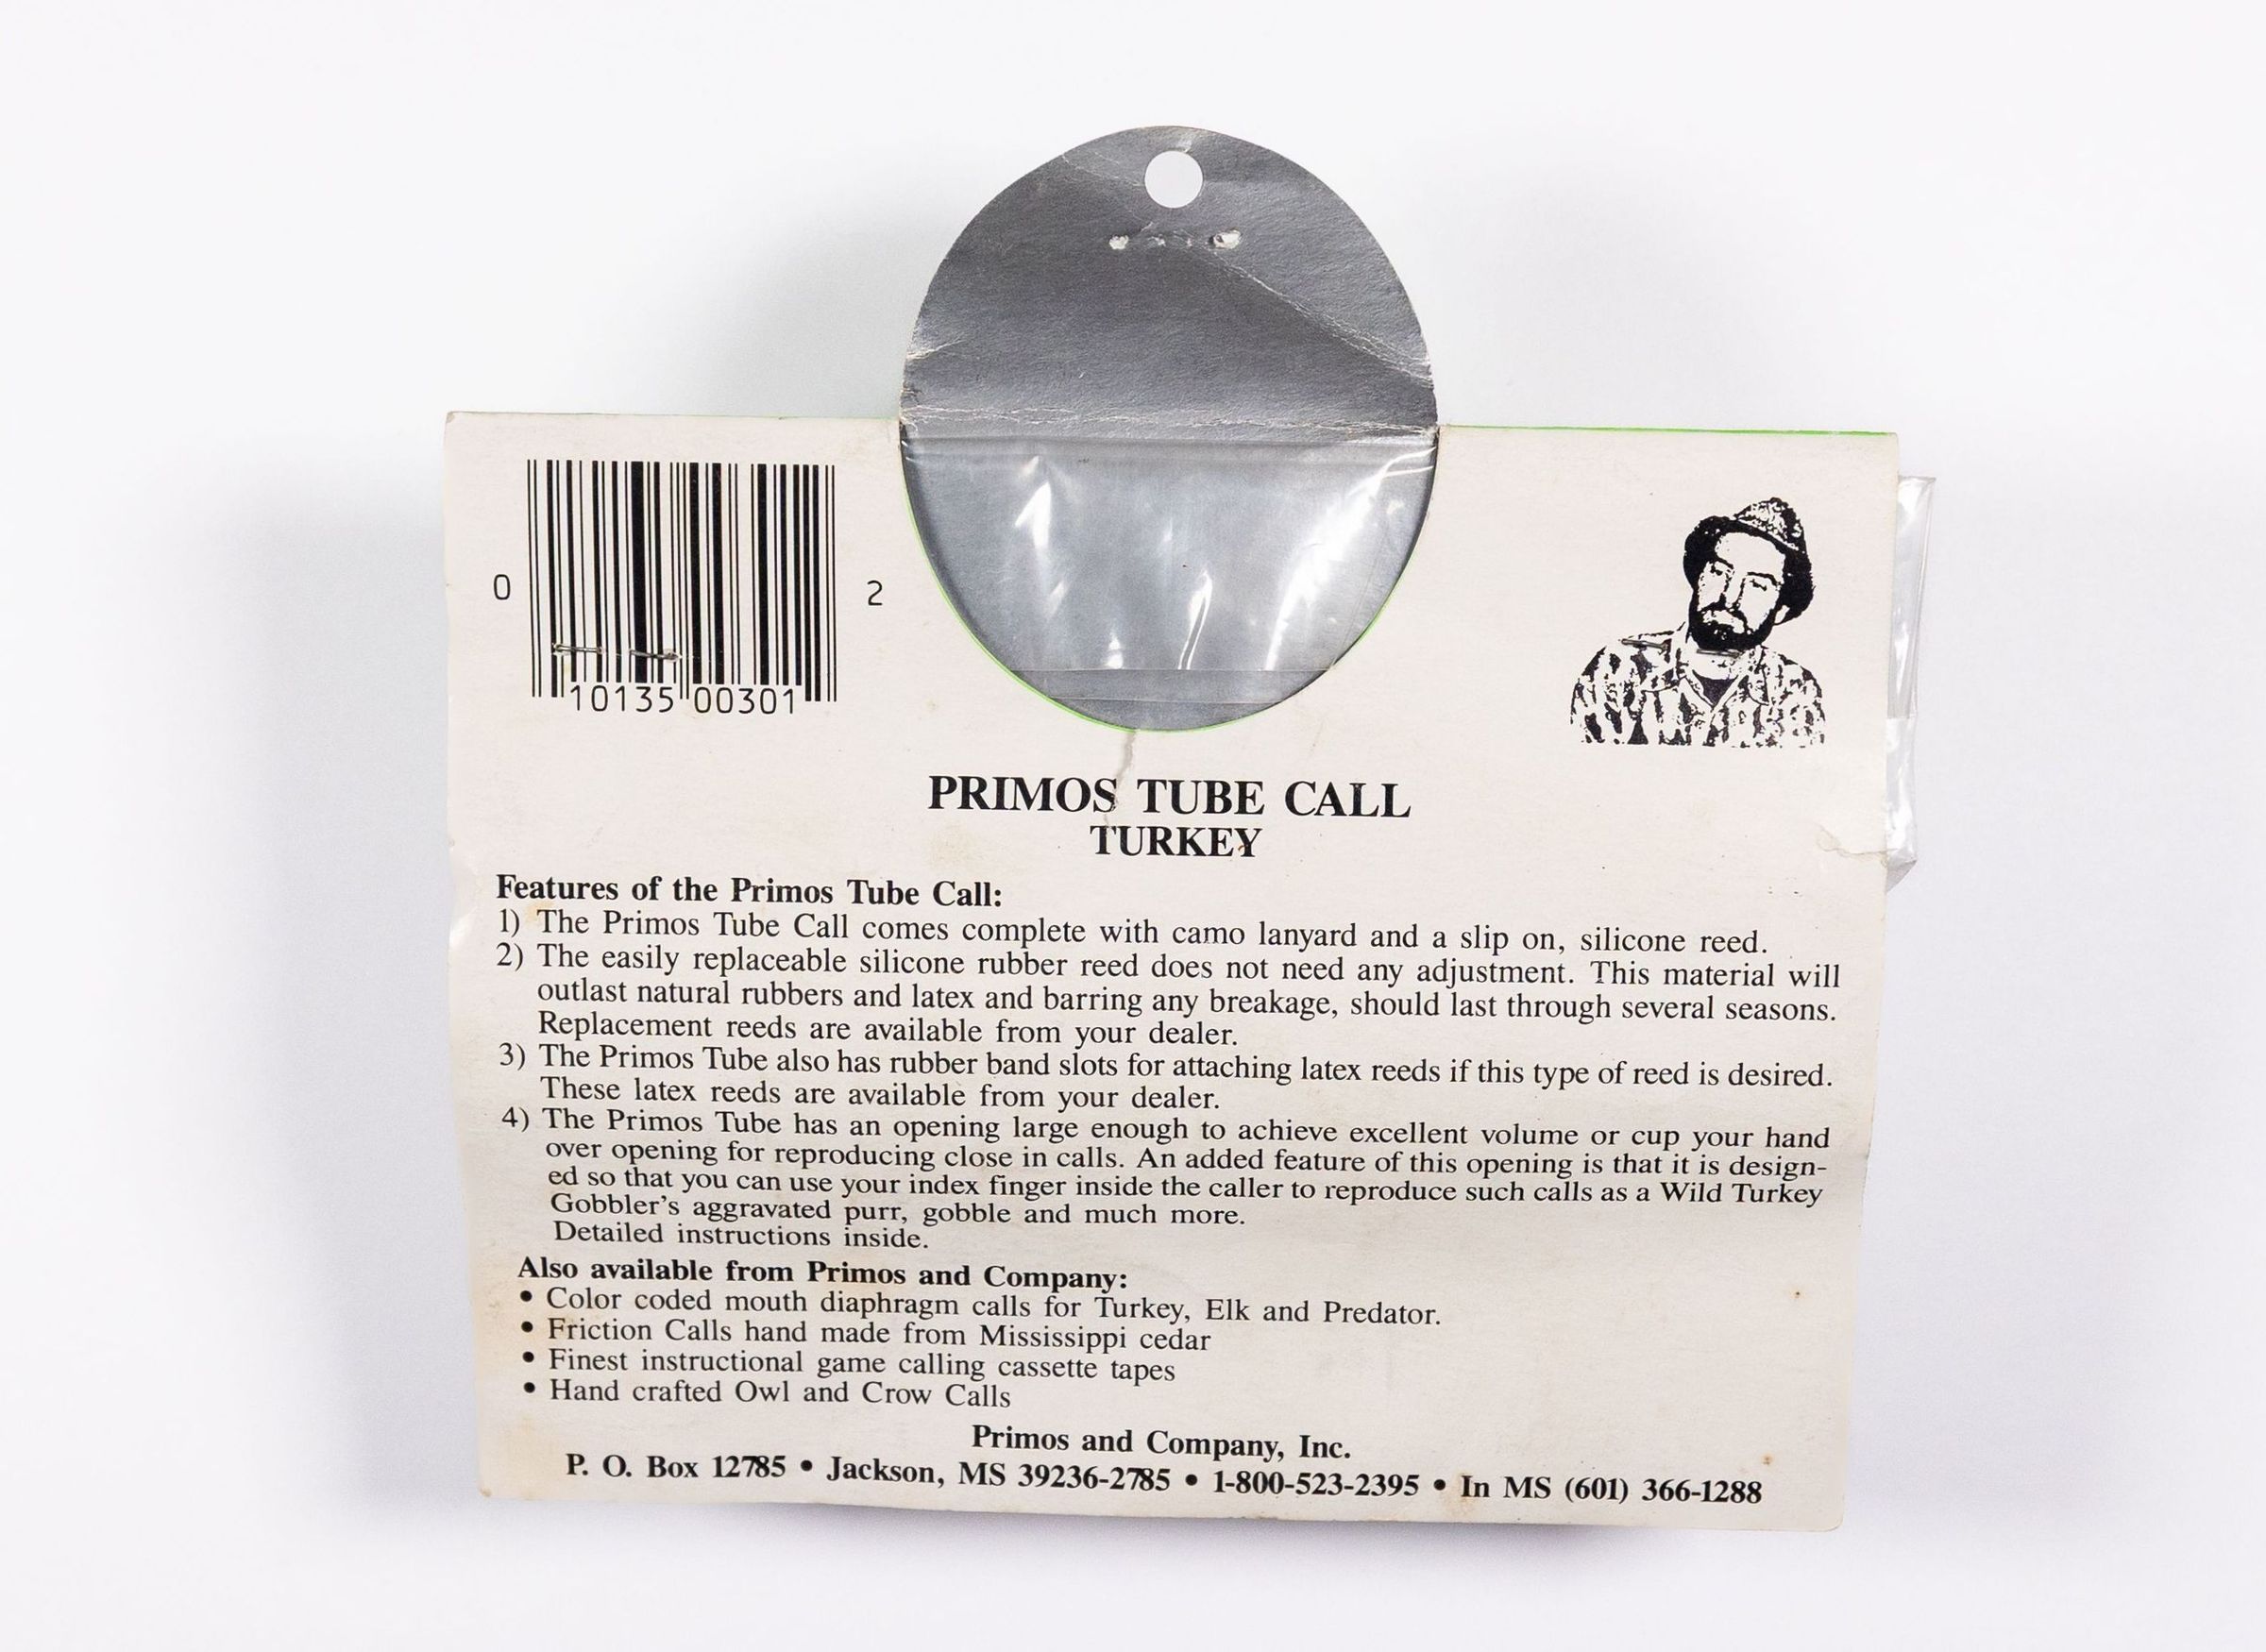 0 10135 00301 2
PRIMOS TUBE CALL
TURKEY
Features of the Primos Tube Call:
1) The Primos Tube Call comes complete with camo lanyard and a slip on, silicone reed.
2) The easily replaceable silicone rubber reed does not need any adjustment. This material will
outlast natural rubbers and latex and barring any breakage, should last through several seasons.
Replacement reeds are available from your dealer.
3) The Primos Tube also has rubber band slots for attaching latex reeds if this type of reed is desired.
These latex reeds are available from your dealer.
4) The Primos Tube has an opening large enough to achieve excellent volume or cup your hand
over opening for reproducing close in calls. An added feature of this opening is that it is design-
ed so that you can use your index finger inside the caller to reproduce such calls as a Wild Turkey
Gobbler's aggravated purr, gobble and much more.
Detailed instructions inside.
Also available from Primos and Company:
• Color coded mouth diaphragm calls for Turkey, Elk and Predator.
• Friction Calls hand made from Mississippi cedar
• Finest instructional game calling cassette tapes
• Hand crafted Owl and Crow Calls
Primos and Company, Inc.
P. O. Box 12785 • Jackson, MS 39236-2785 • 1-800-523-2395 • In MS (601) 366-1288